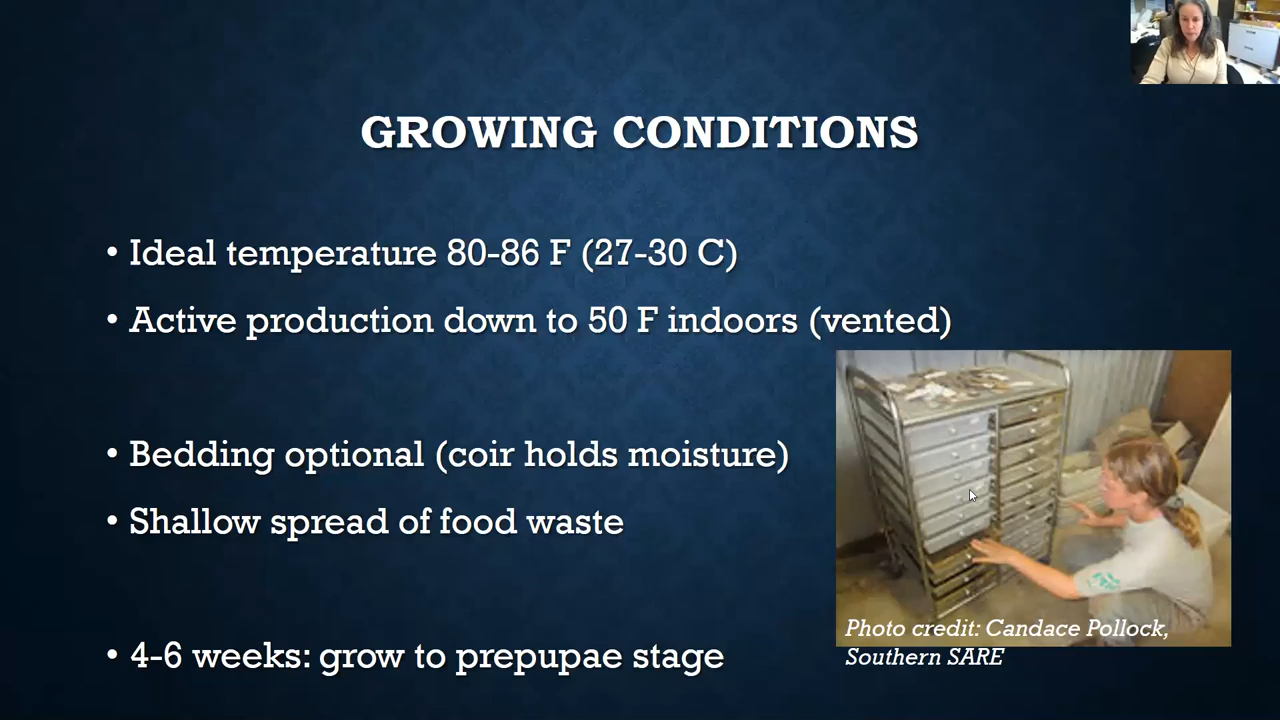 GROWING CONDITIONS
• Ideal temperature 80-86 F (27-30 C)
• Active production down to 50 F indoors (vented)
• Bedding optional (coir holds moisture)
• Shallow spread of food waste
• 4-6 weeks: grow to prepupae stage
Photo credit: Candace Pollock,
Southern SARE